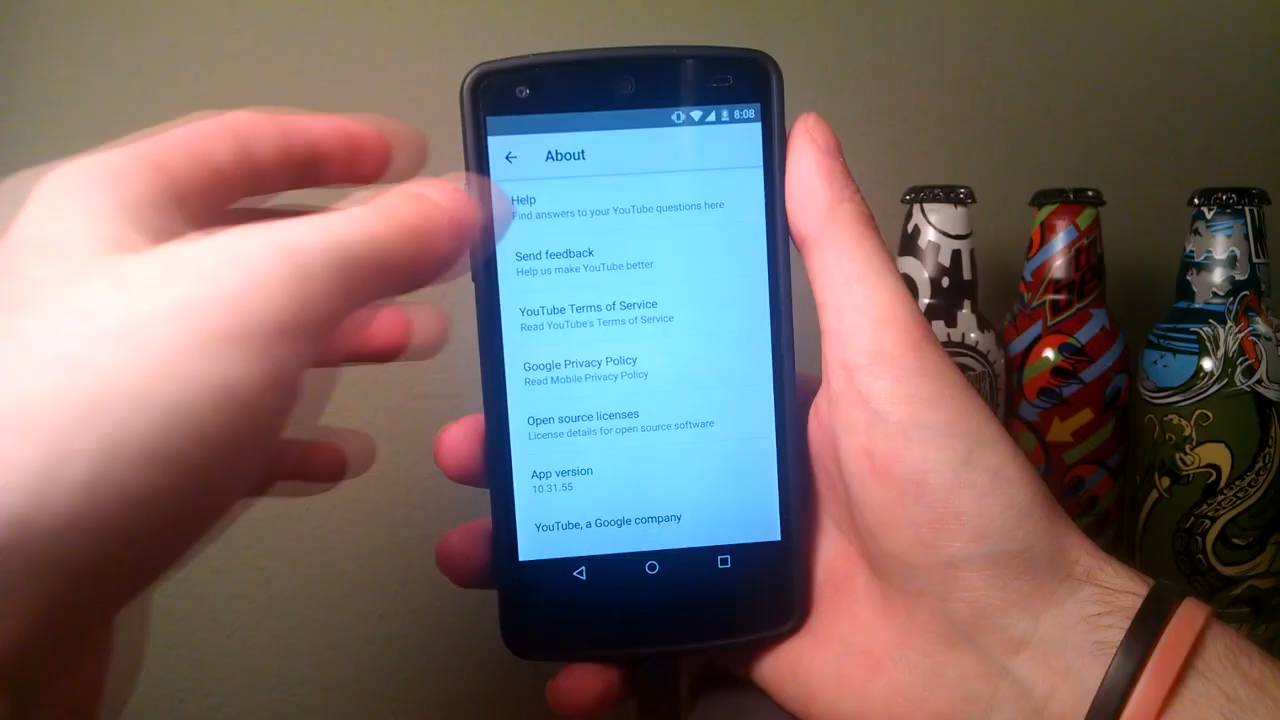 8:08
About
Help
Find answers to your YouTube questions here
Send feedback
Help us make YouTube better
YouTube Terms of Service
Read YouTube's Terms of Service
Google Privacy Policy
Read Mobile Privacy Policy
Open source licenses
License details for open source software
App version
10.31.55
YouTube, a Google company